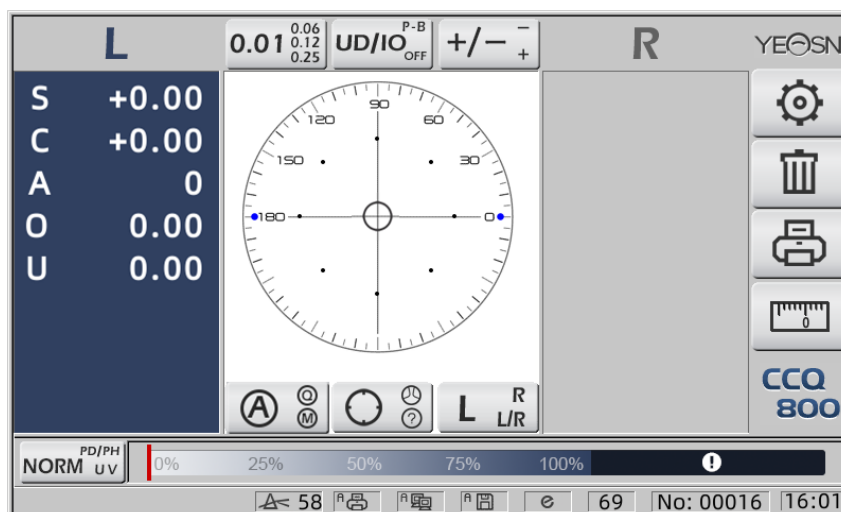 L
0.01 0.06 0.12 0.25
UD/IO P-B OFF
+/− − +
R
YEOSN
S +0.00
C +0.00
A 0
O 0.00
U 0.00
90
120
60
150
30
180
0
0
A Q M
?
L R L/R
CCQ
800
NORM PD/PH UV
0% 25% 50% 75% 100% !
58 A A A e 69 No: 00016 16:01